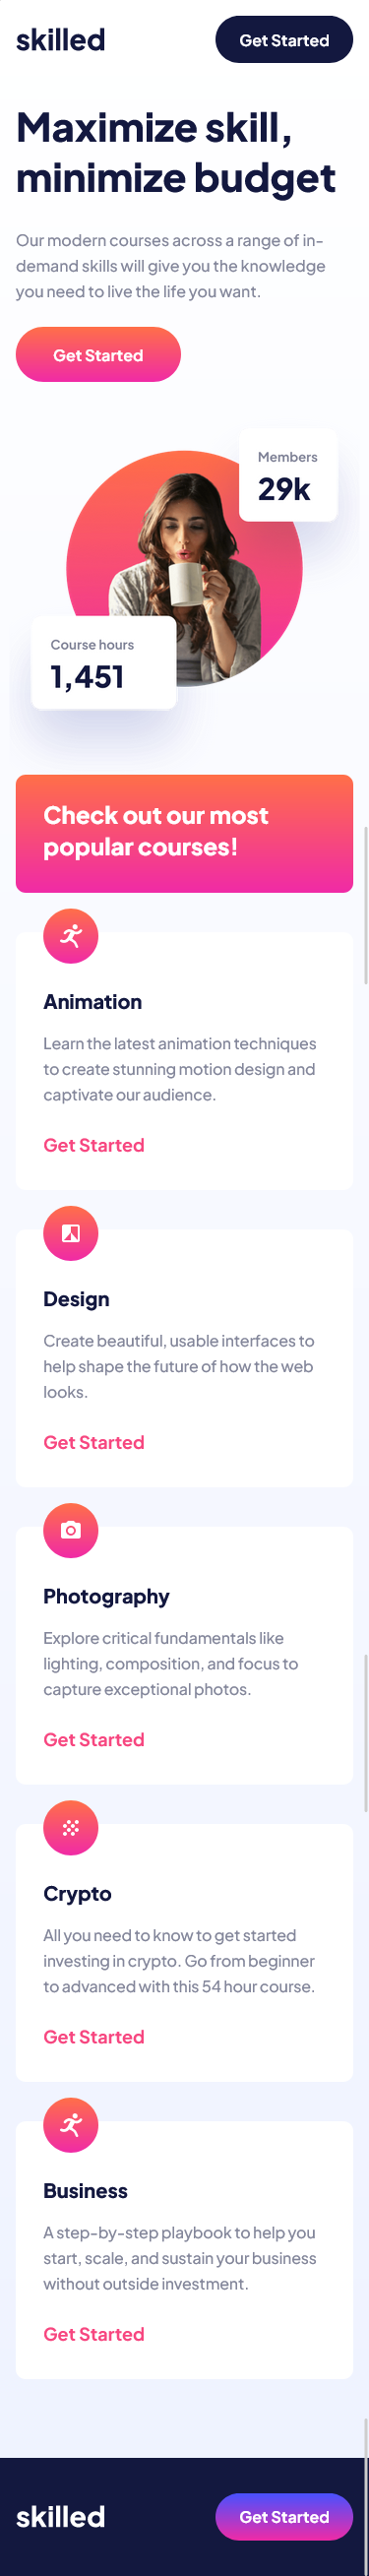 skilled
Get Started
Maximize skill,
minimize budget
Our modern courses across a range of in-
demand skills will give you the knowledge
you need to live the life you want.
Get Started
Members
29k
Course hours
1,451
Check out our most
popular courses!
Animation
Learn the latest animation techniques
to create stunning motion design and
captivate our audience.
Get Started
Design
Create beautiful, usable interfaces to
help shape the future of how the web
looks.
Get Started
Photography
Explore critical fundamentals like
lighting, composition, and focus to
capture exceptional photos.
Get Started
Crypto
All you need to know to get started
investing in crypto. Go from beginner
to advanced with this 54 hour course.
Get Started
Business
A step-by-step playbook to help you
start, scale, and sustain your business
without outside investment.
Get Started
skilled
Get Started